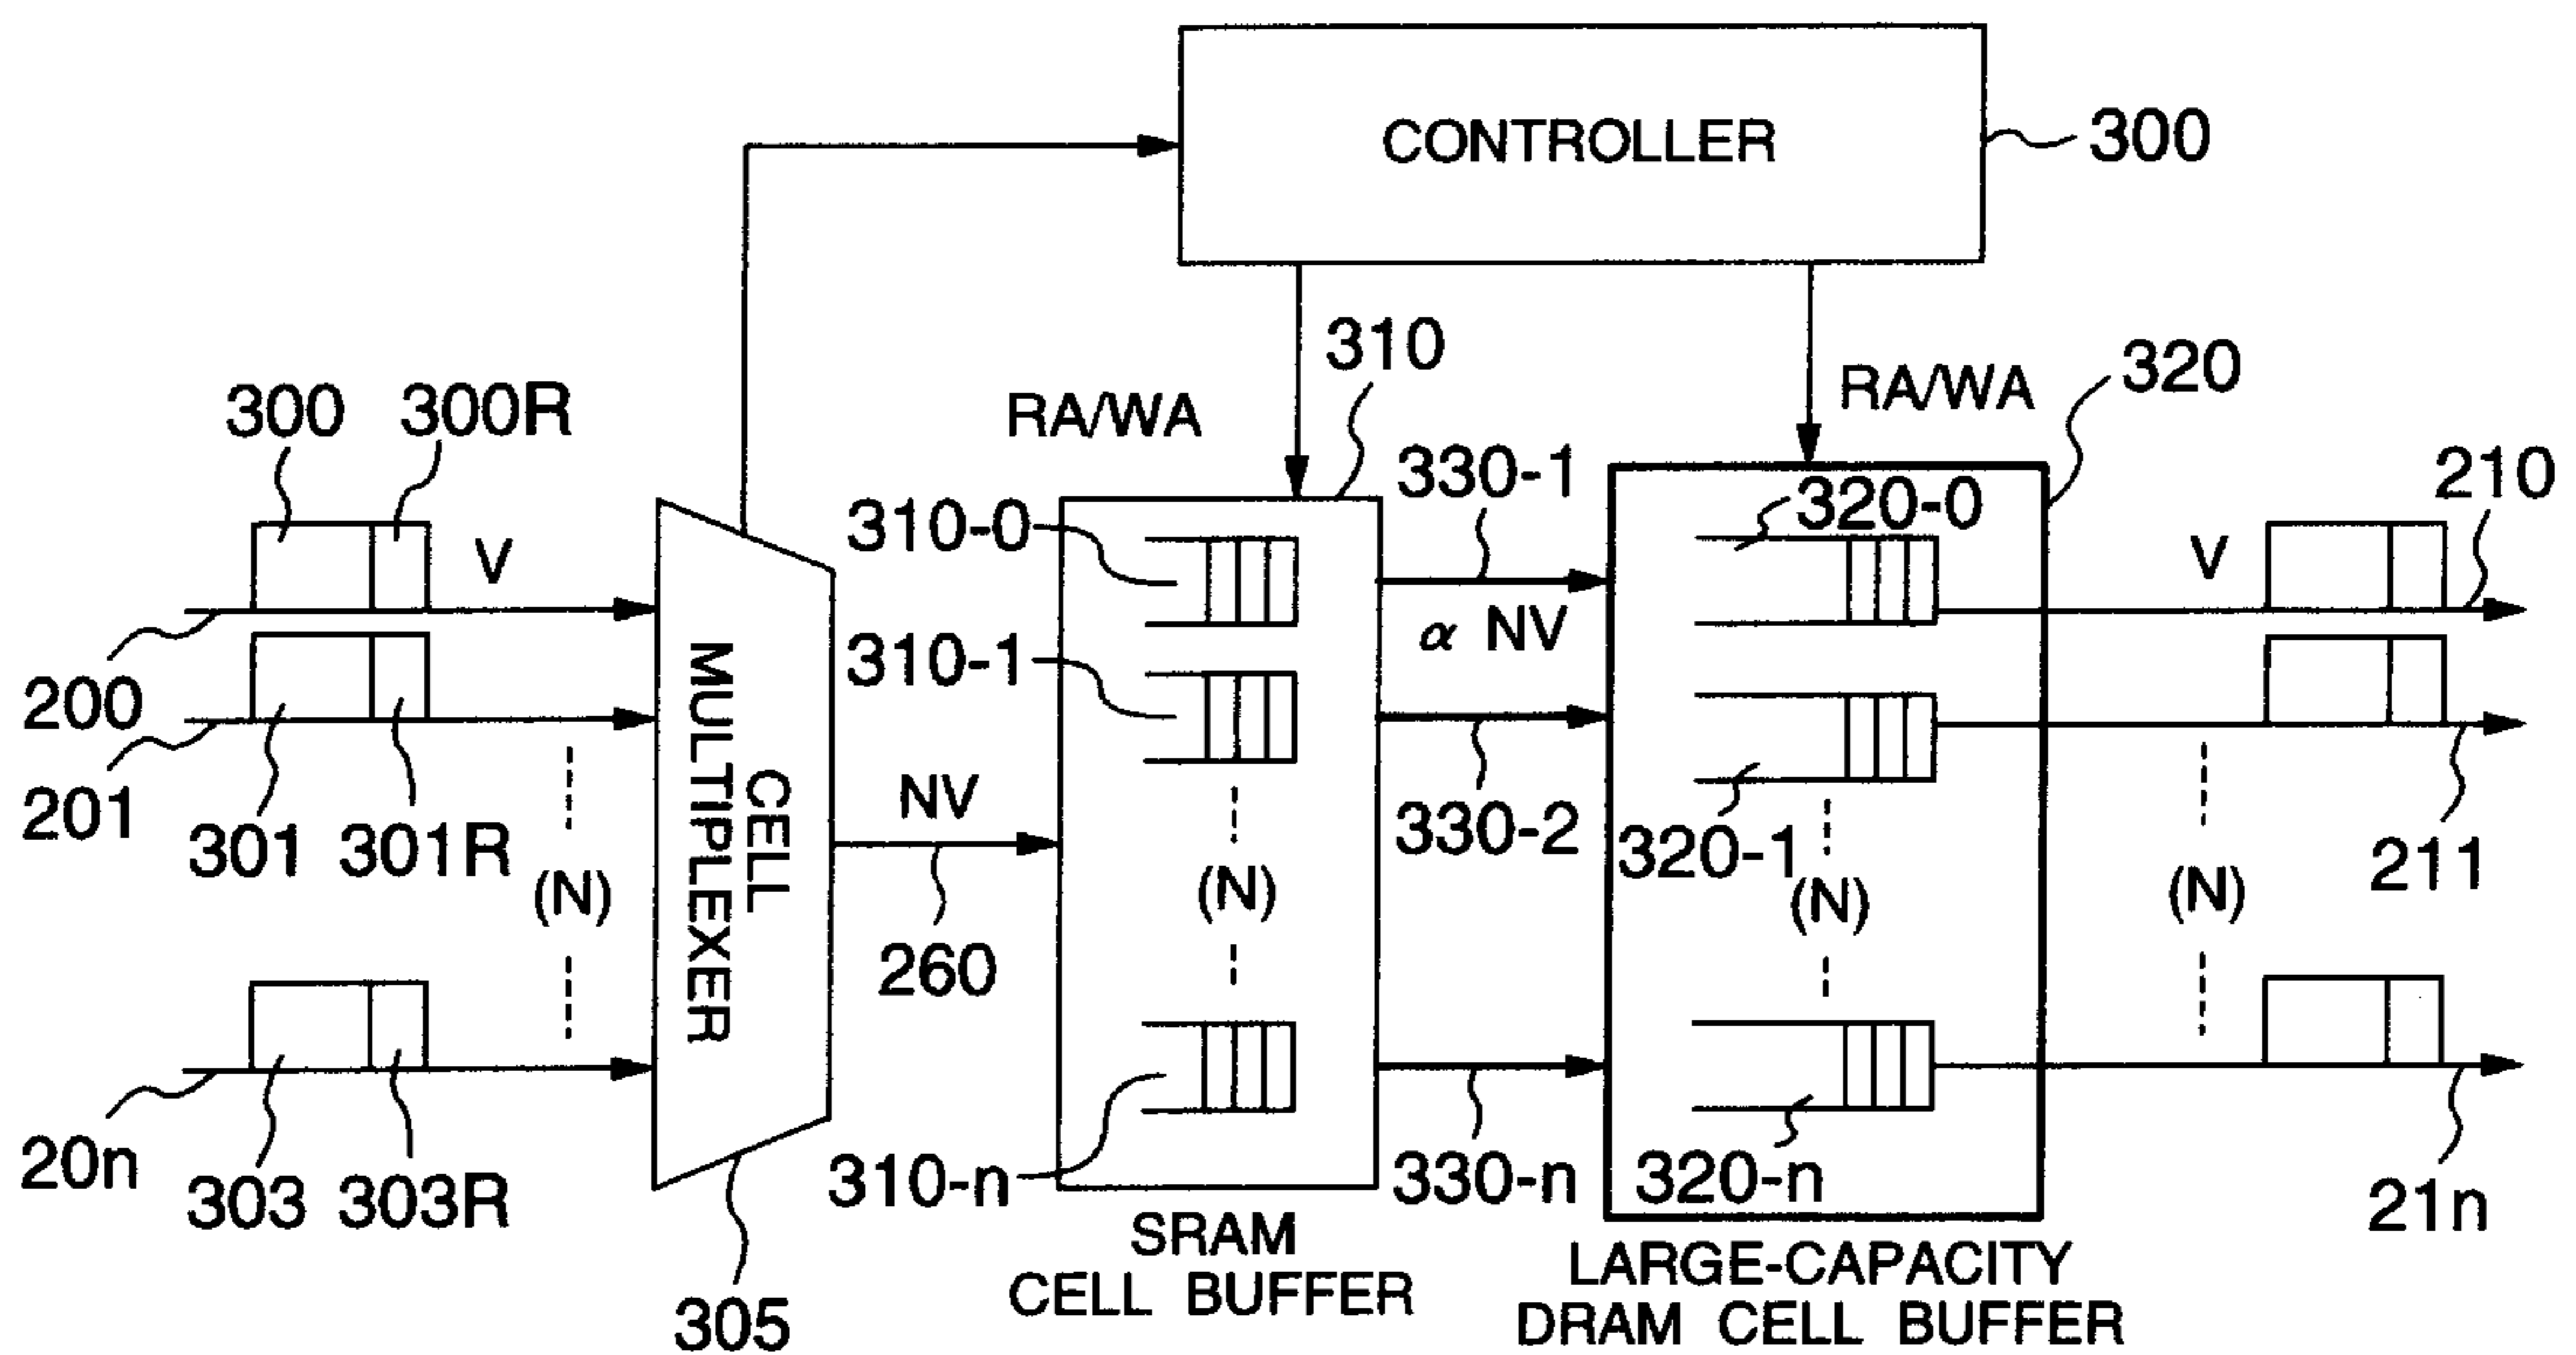 CONTROLLER
300
310
320
RA/WA
RA/WA
300
300R
330-1
210
310-0
320-0
V
V
α NV
310-1
200
201
301
301R
(N)
CELL
MULTIPLEXER
NV
260
330-2
320-1
(N)
(N)
(N)
211
20n
303
303R
310-n
330-n
320-n
21n
305
SRAM
CELL BUFFER
LARGE-CAPACITY
DRAM CELL BUFFER